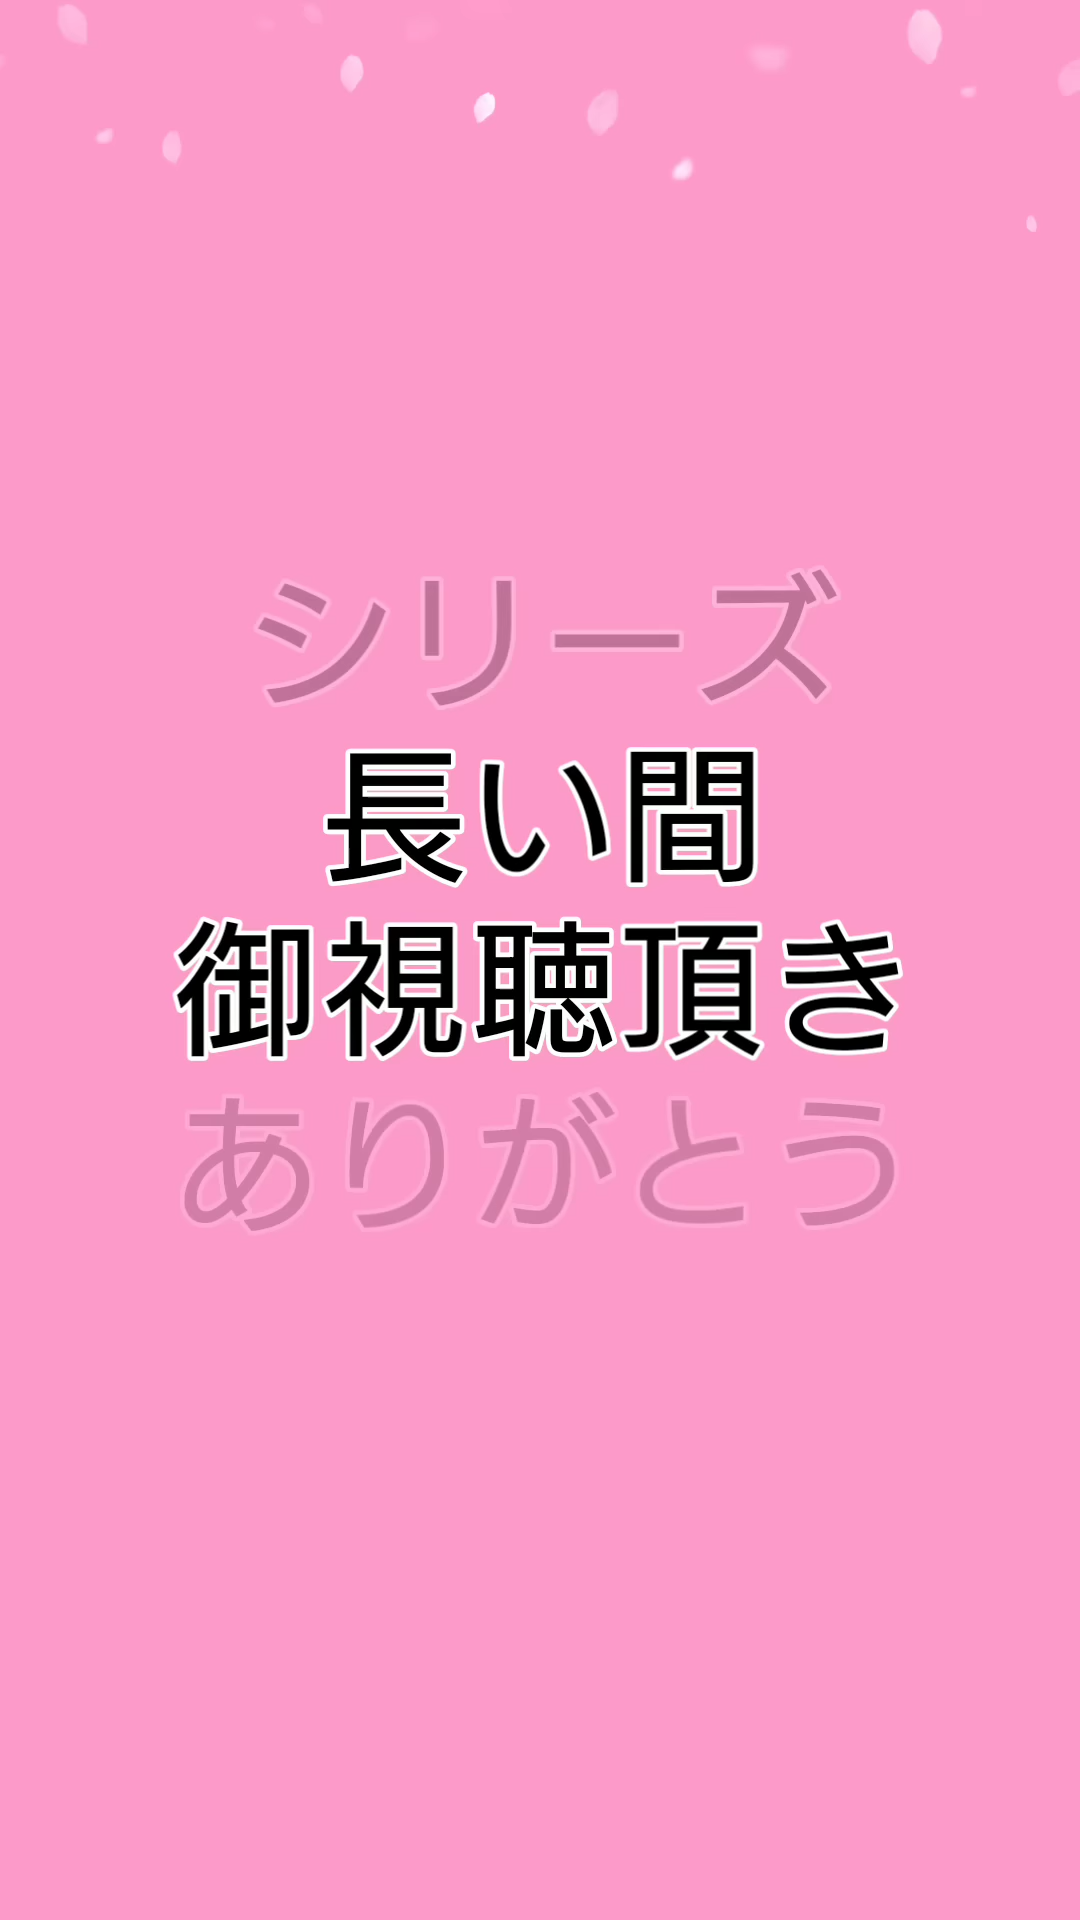 シリーズ
長い間
御視聴頂き
ありがとう